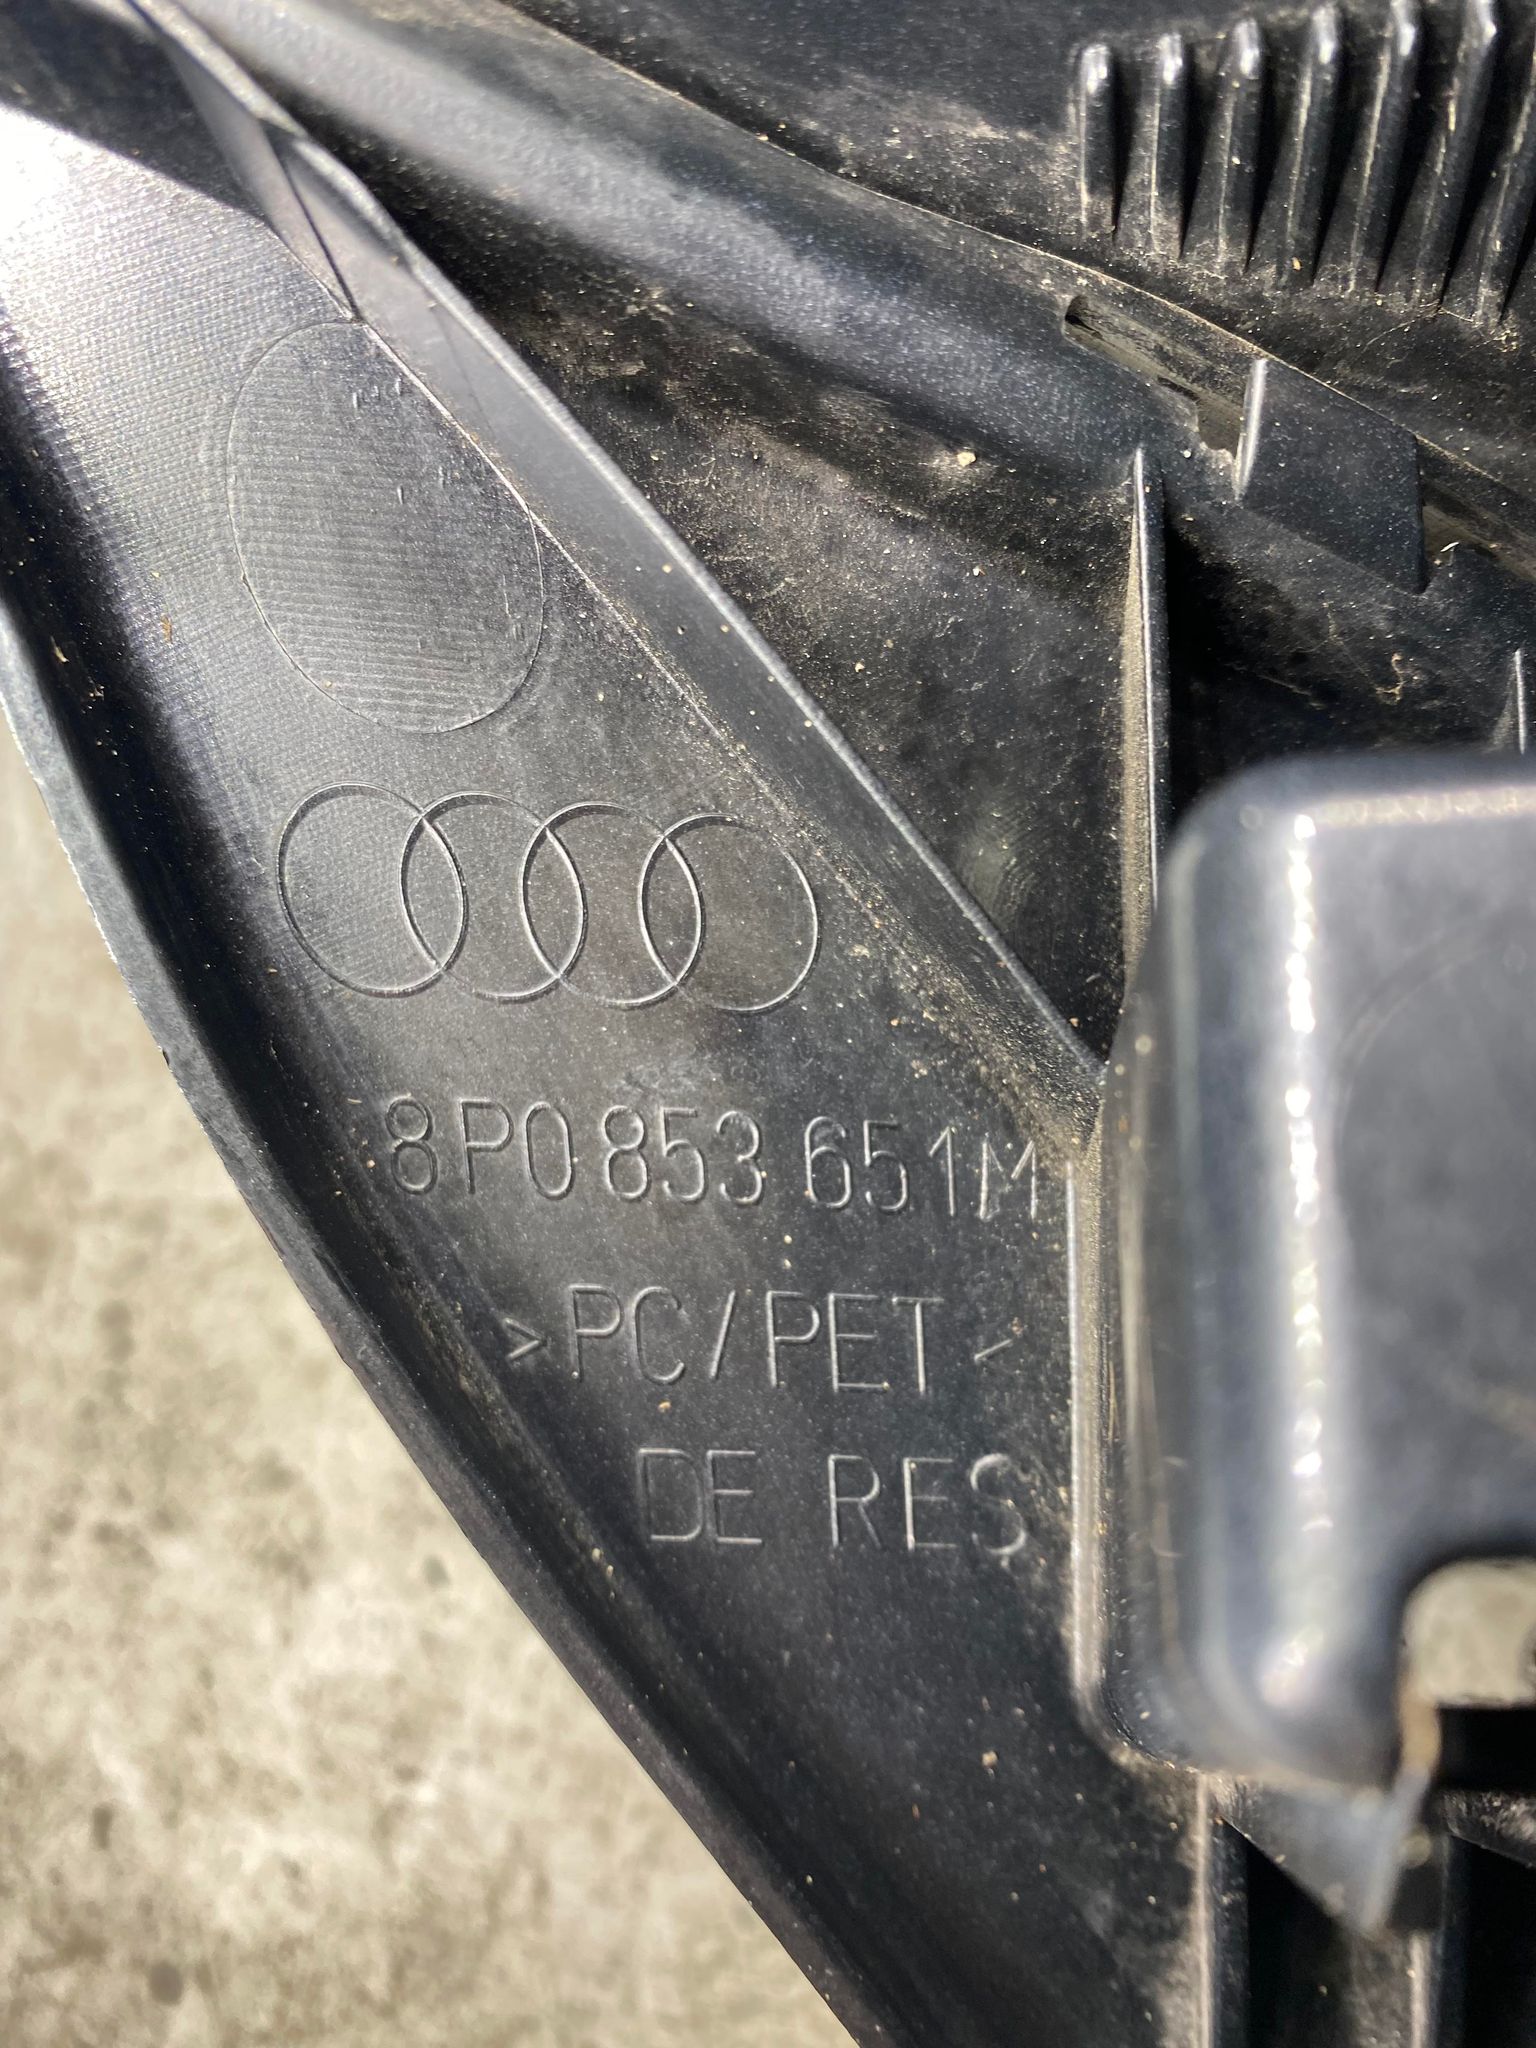 8P0 853 651M
>PC/PET<
DE RES